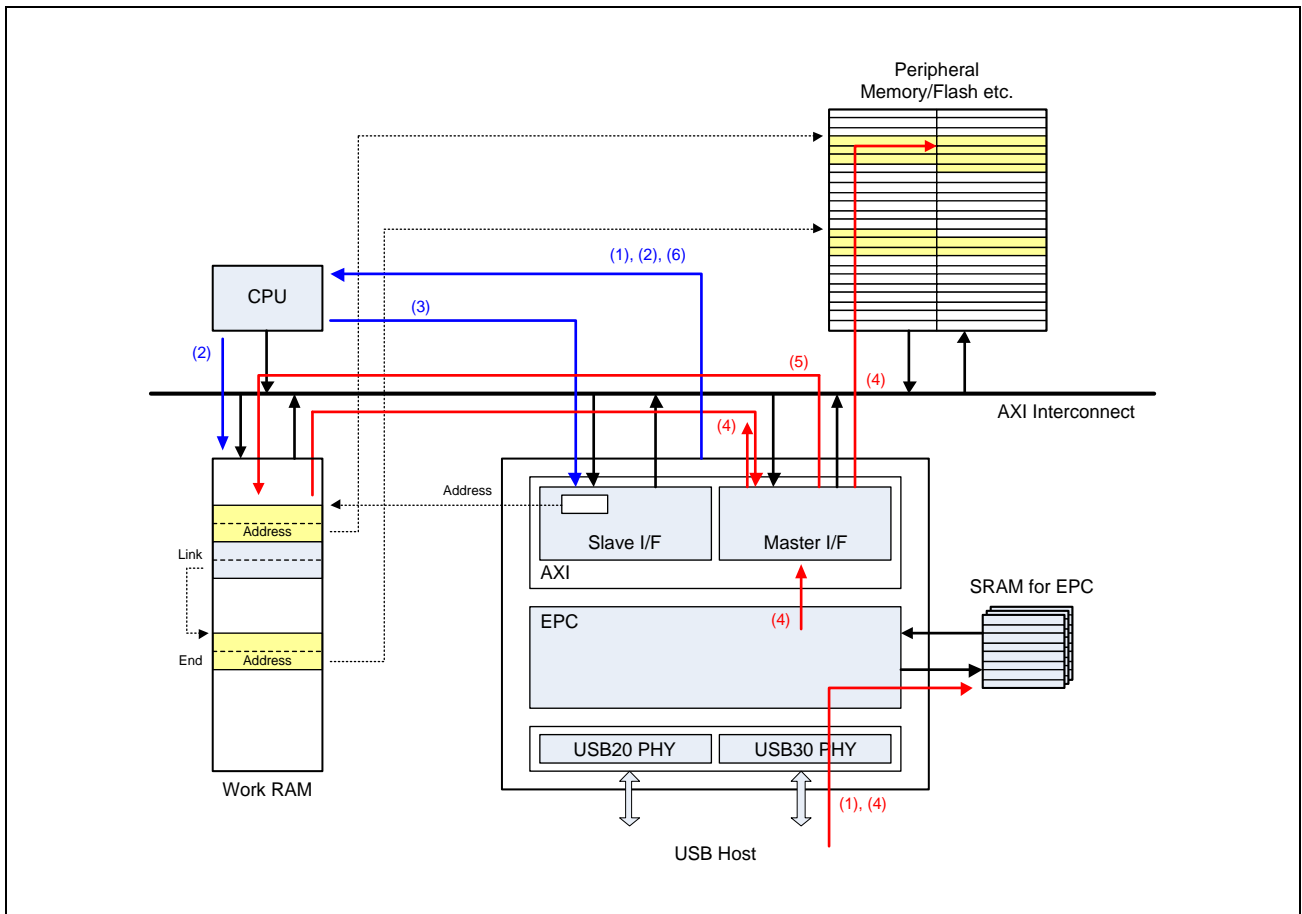 Peripheral
Memory/Flash etc.
(1), (2), (6)
CPU
(3)
(2)
(5)
(4)
AXI Interconnect
(4)
Address
Address
Slave I/F
Master I/F
Link
AXI
SRAM for EPC
EPC
(4)
End
Address
USB20 PHY
USB30 PHY
Work RAM
(1), (4)
USB Host